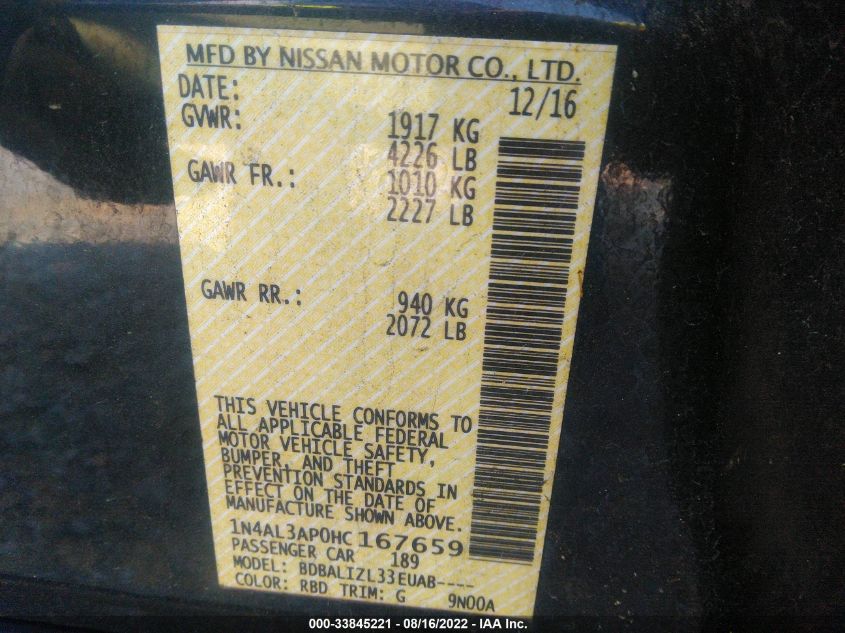 MFD BY NISSAN MOTOR CO., LTD.
DATE: 12/16
GVWR: 1917 KG
4226 LB
GAWR FR.: 1010 KG
2227 LB
GAWR RR.: 940 KG
2072 LB
THIS VEHICLE CONFORMS TO
ALL APPLICABLE FEDERAL
MOTOR VEHICLE SAFETY,
BUMPER, AND THEFT
PREVENTION STANDARDS IN
EFFECT ON THE DATE OF
MANUFACTURE SHOWN ABOVE.
1N4AL3AP0HC167659
PASSENGER CAR 189
MODEL: BDBALIZL33EUAB----
COLOR: RBD TRIM: G 9N00A
000-33845221 - 08/16/2022 - IAA Inc.